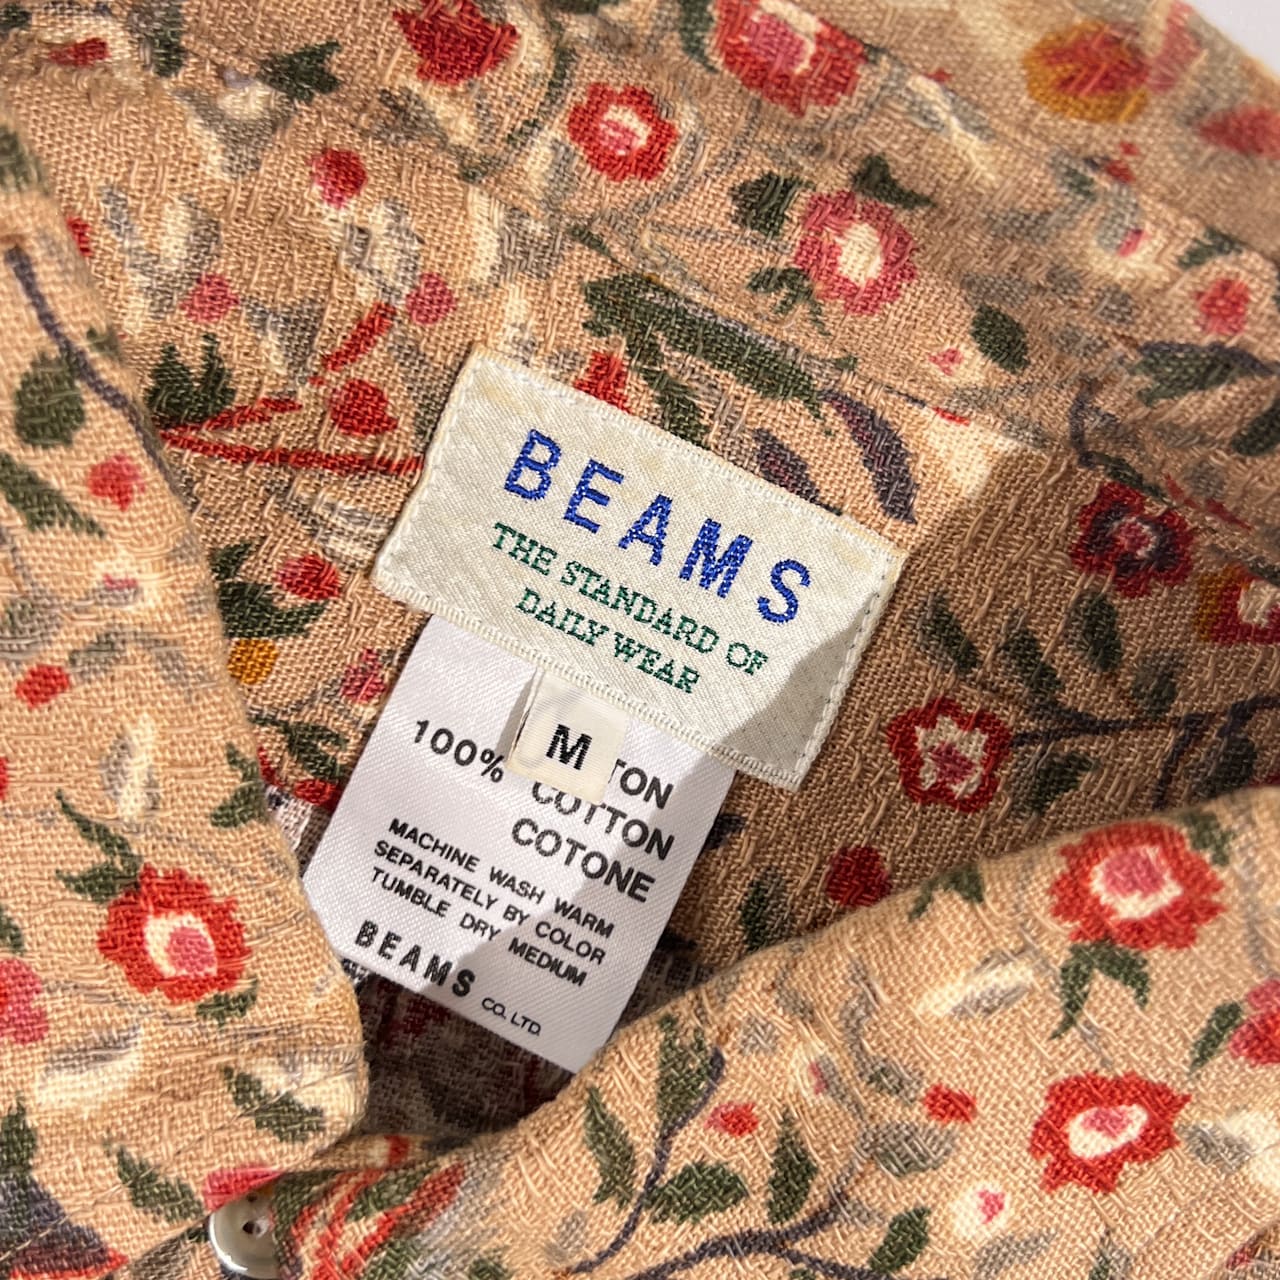 BEAMS
THE STANDARD OF
DAILY WEAR
M
100%
TON
COTTON
COTONE
MACHINE WASH WARM
SEPARATELY BY COLOR
TUMBLE DRY MEDIUM
BEAMS CO. LTD.